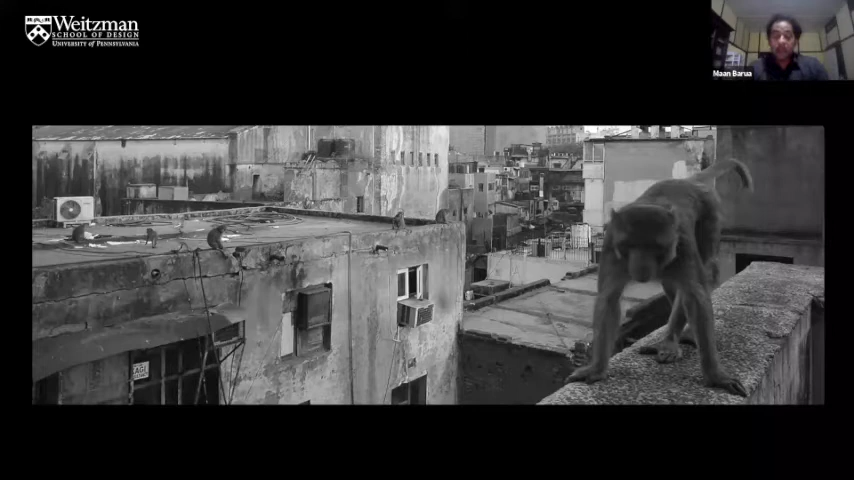 Weitzman
SCHOOL OF DESIGN
UNIVERSITY of PENNSYLVANIA
Maan Barua